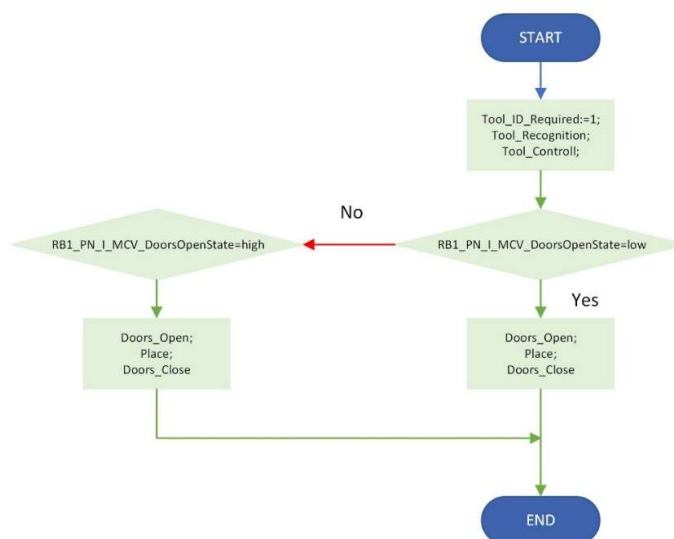 START
Tool_ID_Required:=1;
Tool_Recognition;
Tool_Controll;
No
RB1_PN_I_MCV_DoorsOpenState=high
RB1_PN_I_MCV_DoorsOpenState=low
Yes
Doors_Open;
Place;
Doors_Close
Doors_Open;
Place;
Doors_Close
END